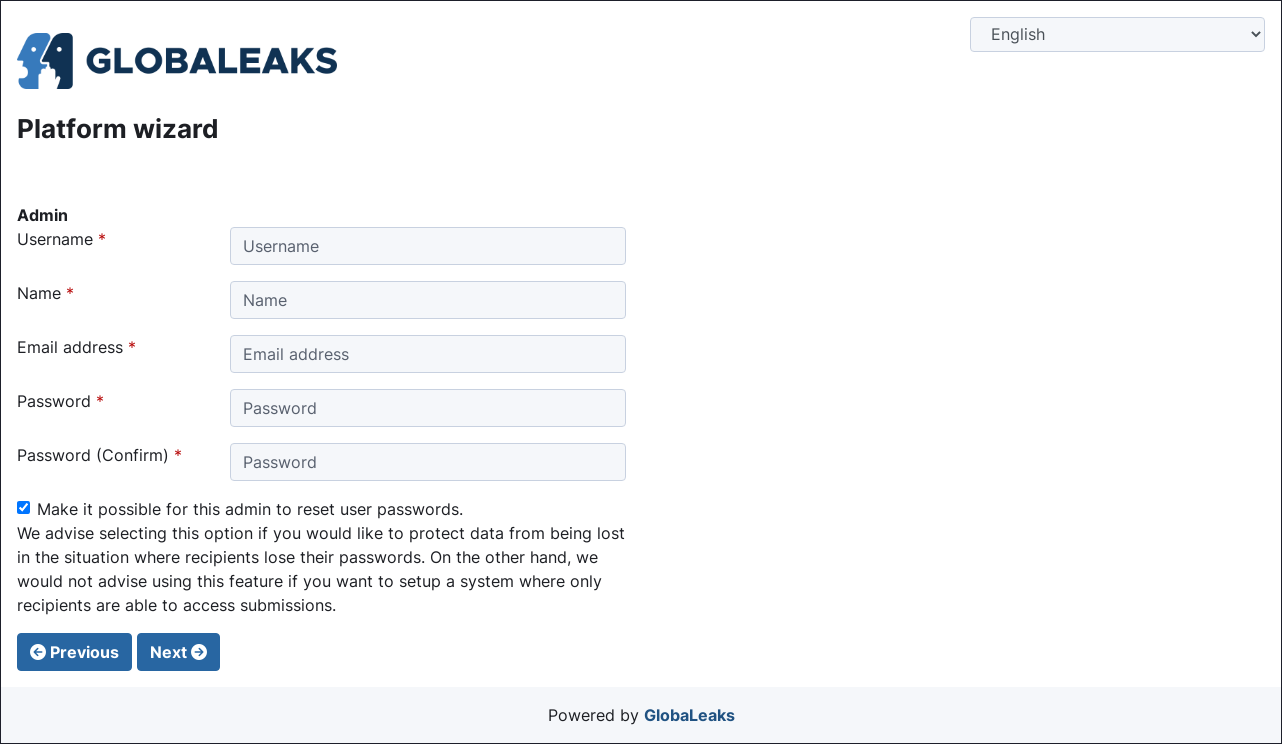 GLOBALEAKS
English
Platform wizard
Admin
Username *
Username
Name *
Name
Email address *
Email address
Password *
Password
Password (Confirm) *
Password
Make it possible for this admin to reset user passwords.
We advise selecting this option if you would like to protect data from being lost
in the situation where recipients lose their passwords. On the other hand, we
would not advise using this feature if you want to setup a system where only
recipients are able to access submissions.
Previous
Next
Powered by GlobaLeaks